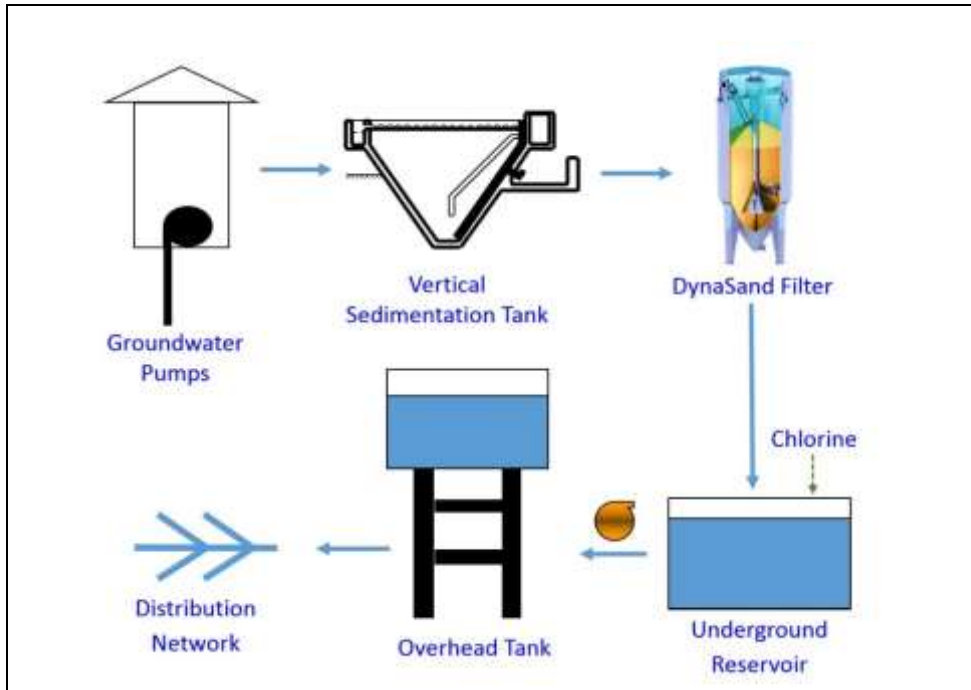 Groundwater
Pumps
Vertical
Sedimentation Tank
DynaSand Filter
Chlorine
Underground
Reservoir
Overhead Tank
Distribution
Network